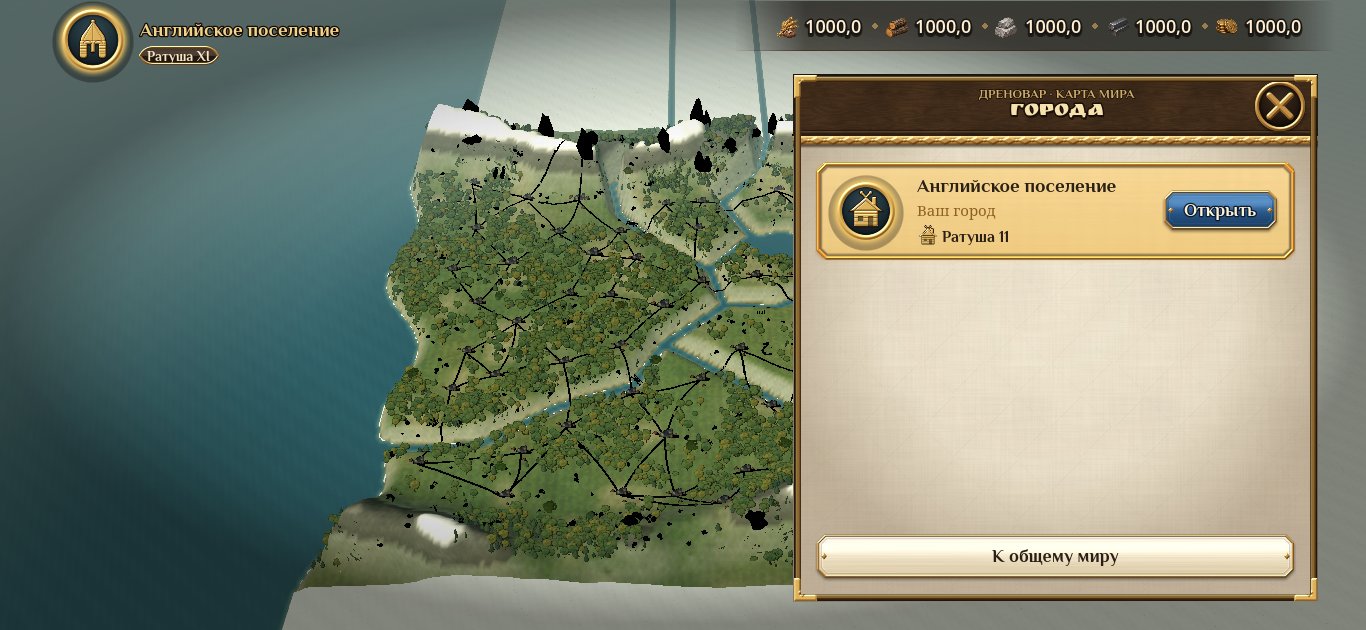 Английское поселение
Ратуша XI
1000,0 1000,0 1000,0 1000,0 1000,0
ДРЕНОВАР · КАРТА МИРА
ГОРОДА
Английское поселение
Ваш город
Ратуша 11
Открыть
К общему миру